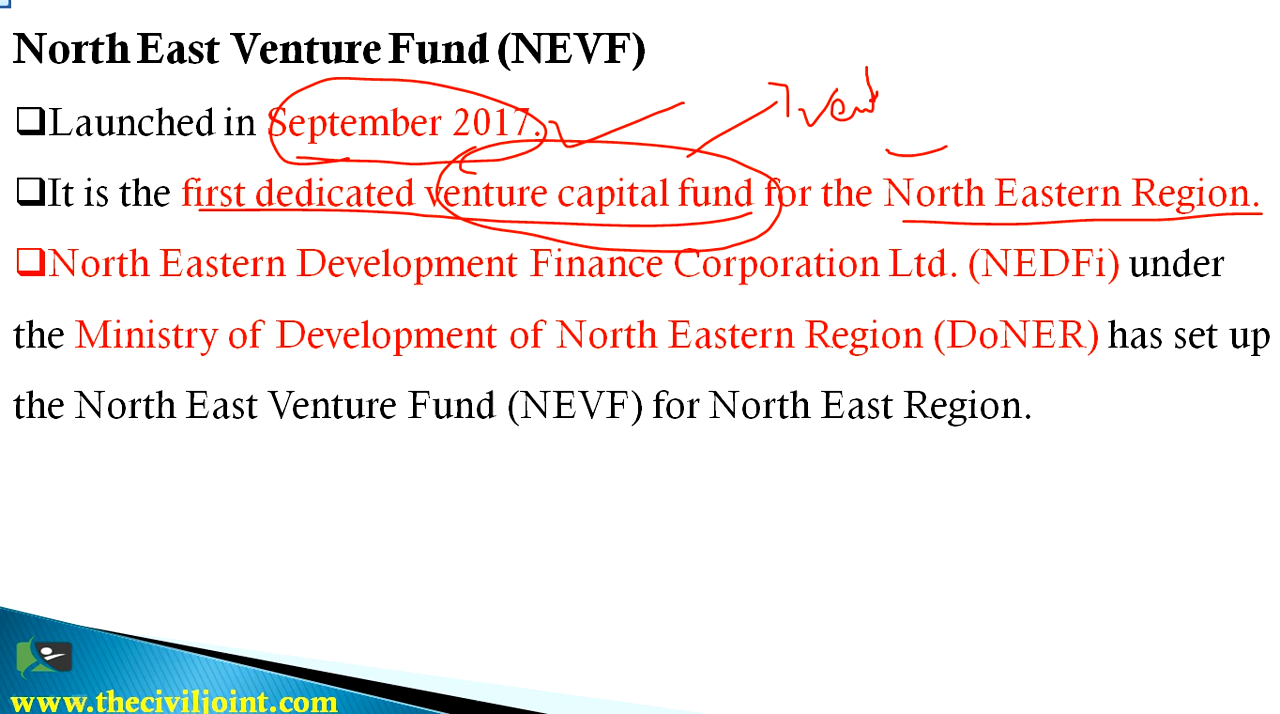 North East Venture Fund (NEVF)
❑Launched in September 2017.
vent
❑It is the first dedicated venture capital fund for the North Eastern Region.
❑North Eastern Development Finance Corporation Ltd. (NEDFi) under
the Ministry of Development of North Eastern Region (DoNER) has set up
the North East Venture Fund (NEVF) for North East Region.
www.theciviljoint.com